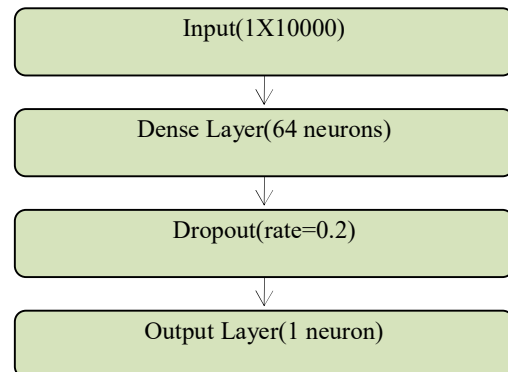 Input(1X10000)
Dense Layer(64 neurons)
Dropout(rate=0.2)
Output Layer(1 neuron)